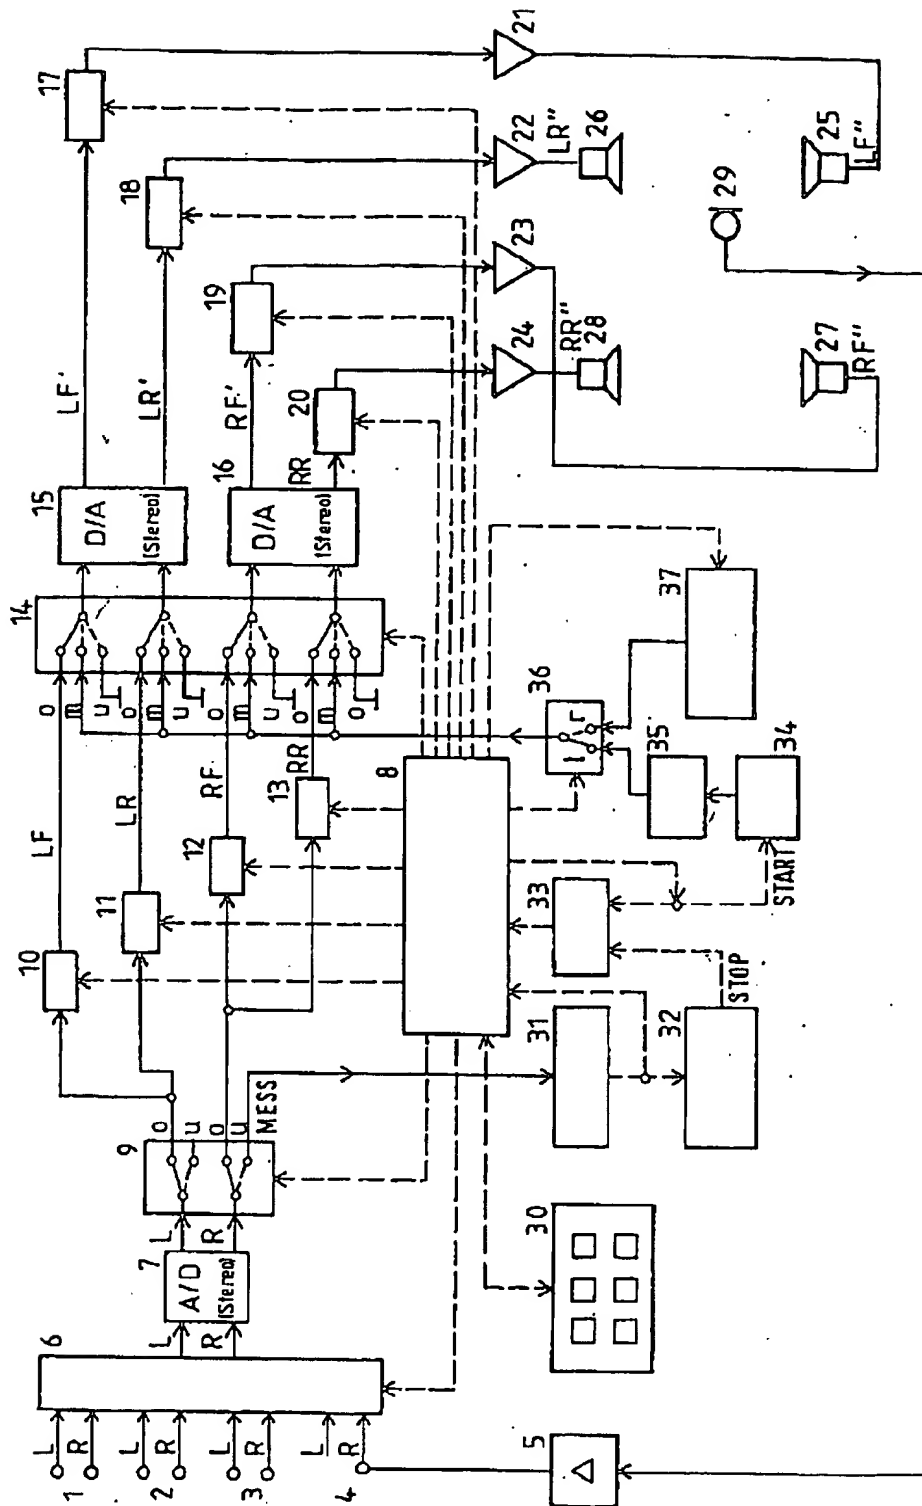 1
L
R
2
L
R
3
L
R
4
L
R
5
Δ
6
L
R
7
A/D
(Stereo)
L
R
9
o
u
o
u
MESS
10
LF
11
LR
12
RF
13
RR
8
14
o
m
u
o
m
u
o
m
u
o
m
o
15
D/A
(Stereo)
16
D/A
(Stereo)
LF'
LR'
RF'
RR
17
18
19
20
21
22
LR"
26
23
24
RR"
28
25
LF"
29
27
RF"
30
31
32
STOP
33
START
34
35
36
l
r
37